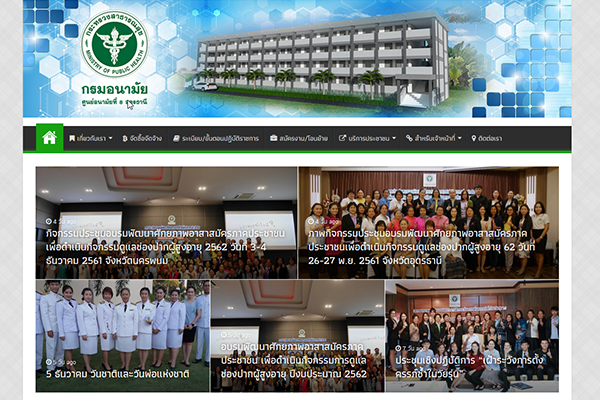 กระทรวงสาธารณสุข
MINISTRY OF PUBLIC HEALTH
กรมอนามัย
ศูนย์อนามัยที่ 8 อุดรธานี
เกี่ยวกับเรา
จัดซื้อจัดจ้าง
ระเบียบ/ขั้นตอนปฏิบัติราชการ
สมัครงาน/โอนย้าย
บริการประชาชน
สำหรับเจ้าหน้าที่
ติดต่อเรา
4 วัน ago
กิจกรรมประชุมอบรมพัฒนาศักยภาพอาสาสมัครภาคประชาชน
เพื่อดำเนินกิจกรรมดูแลช่องปากผู้สูงอายุ 2562 วันที่ 3-4
ธันวาคม 2561 จังหวัดนครพนม
4 วัน ago
ภาพกิจกรรมประชุมอบรมพัฒนาศักยภาพอาสาสมัครภาค
ประชาชนเพื่อดำเนินกิจกรรมดูแลช่องปากผู้สูงอายุ 62 วันที่
26-27 พ.ย. 2561 จังหวัดอุดรธานี
5 วัน ago
5 ธันวาคม วันชาติและวันพ่อแห่งชาติ
อบรมพัฒนาศักยภาพอาสาสมัครภาค
ประชาชน เพื่อดำเนินกิจกรรมการดูแล
ช่องปากผู้สูงอายุ ปีงบประมาณ 2562
7 วัน ago
ประชุมเชิงปฏิบัติการ "เฝ้าระวังการตั้ง
ครรภ์ซ้ำในวัยรุ่น"